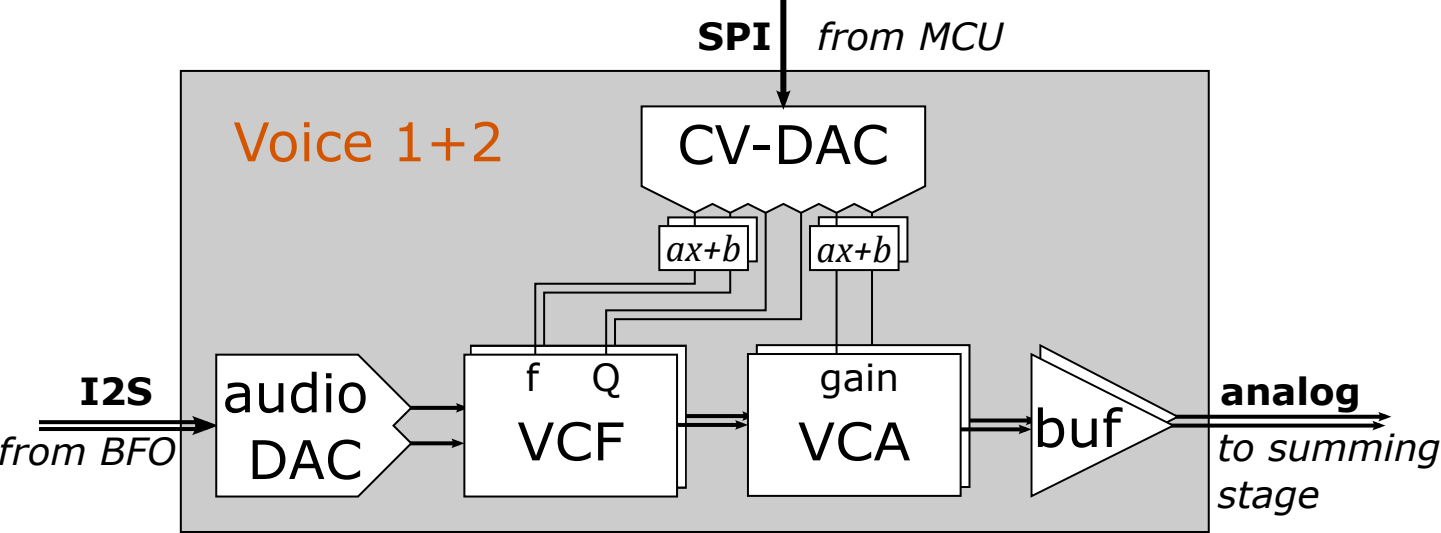 SPI from MCU
Voice 1+2
CV-DAC
ax+b ax+b
I2S
from BFO
audio
DAC
f Q
VCF
gain
VCA
buf
analog
to summing
stage